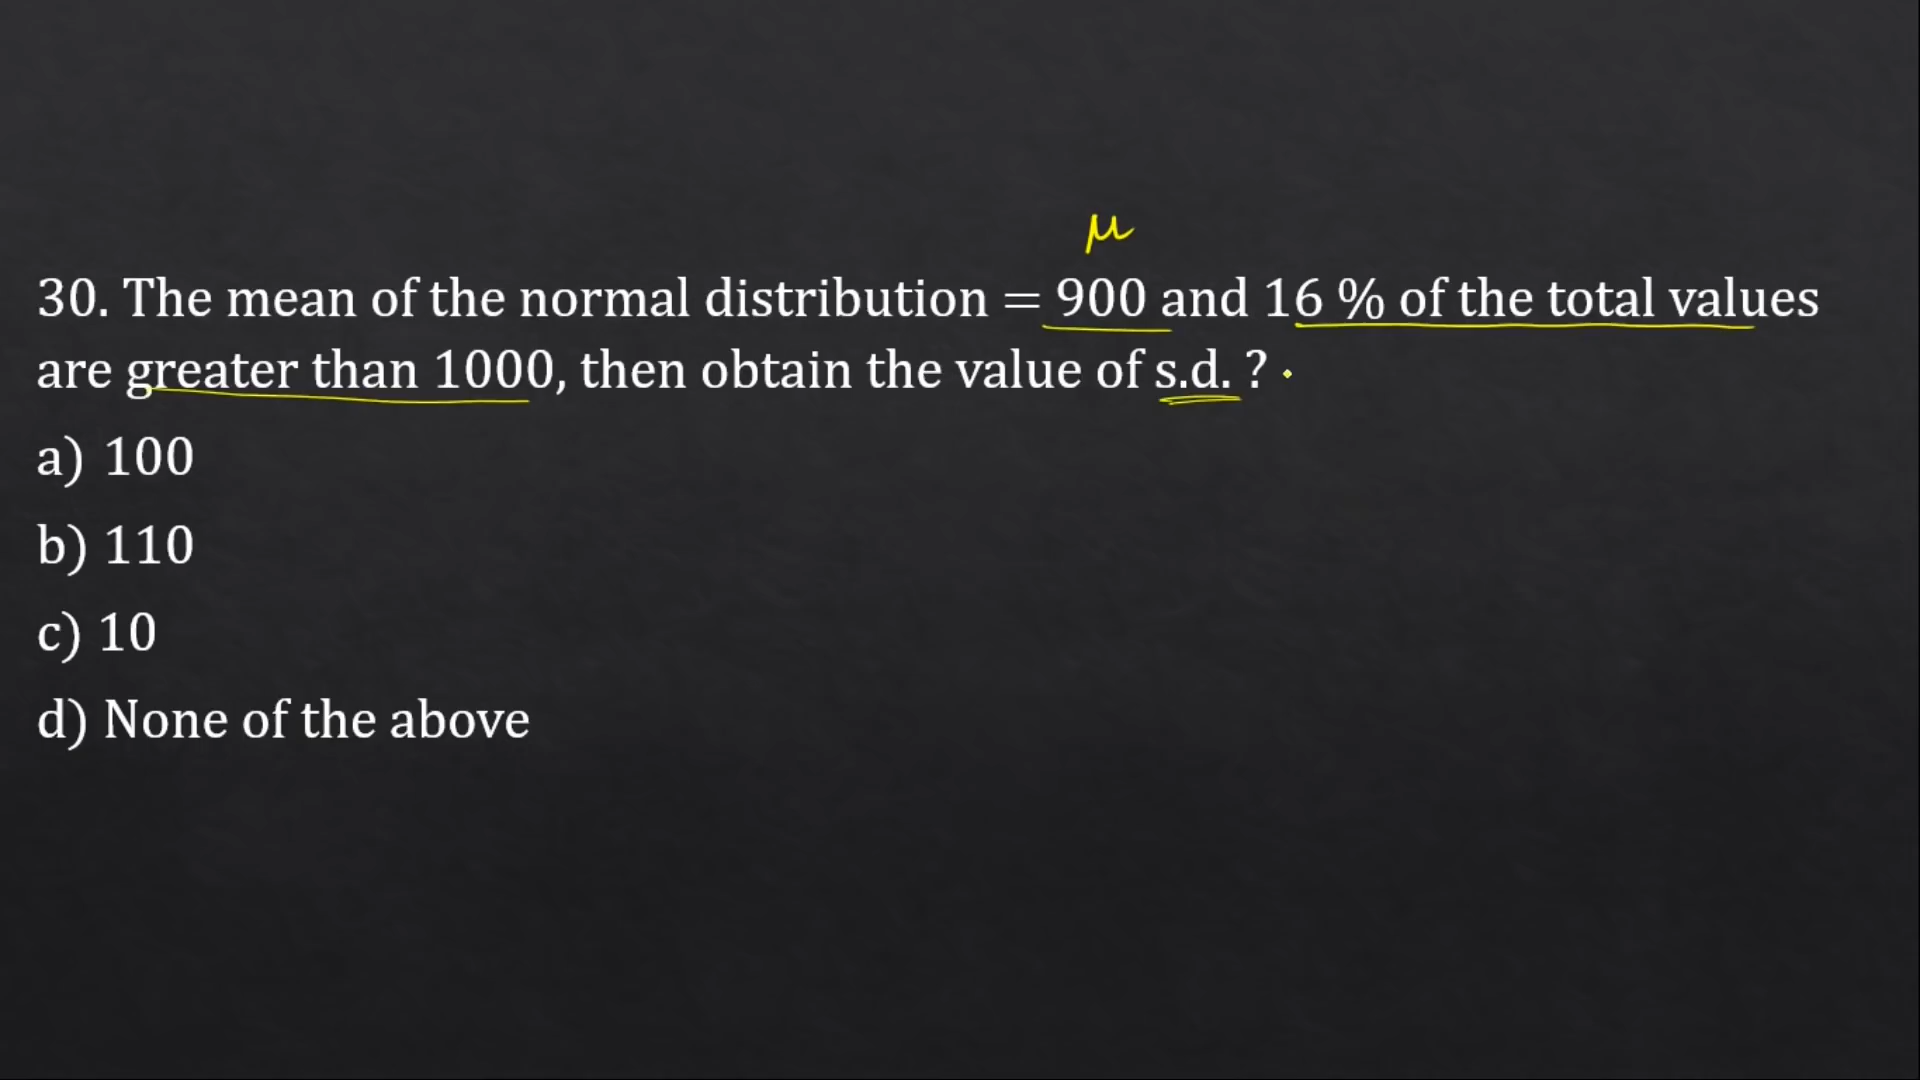 μ
30. The mean of the normal distribution = 900 and 16 % of the total values
are greater than 1000, then obtain the value of s.d. ?
a) 100
b) 110
c) 10
d) None of the above